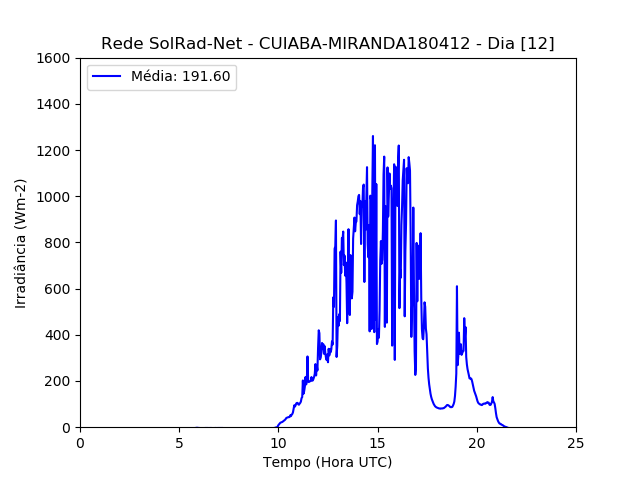 Rede SolRad-Net - CUIABA-MIRANDA180412 - Dia [12]
Média: 191.60
1600
1400
1200
1000
800
600
400
200
0
Irradiância (Wm-2)
0 5 10 15 20 25
Tempo (Hora UTC)